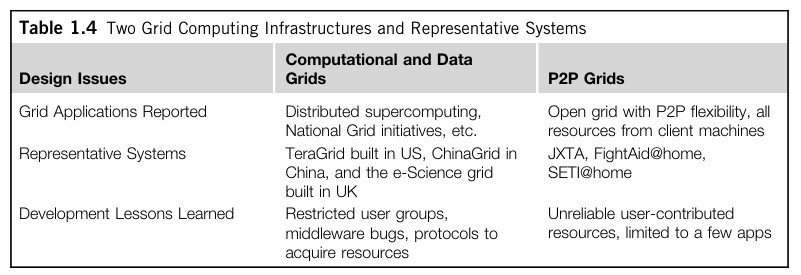 Table 1.4 Two Grid Computing Infrastructures and Representative Systems
Design Issues
Computational and Data
Grids
P2P Grids
Grid Applications Reported
Distributed supercomputing,
National Grid initiatives, etc.
Open grid with P2P flexibility, all
resources from client machines
Representative Systems
TeraGrid built in US, ChinaGrid in
China, and the e-Science grid
built in UK
JXTA, FightAid@home,
SETI@home
Development Lessons Learned
Restricted user groups,
middleware bugs, protocols to
acquire resources
Unreliable user-contributed
resources, limited to a few apps